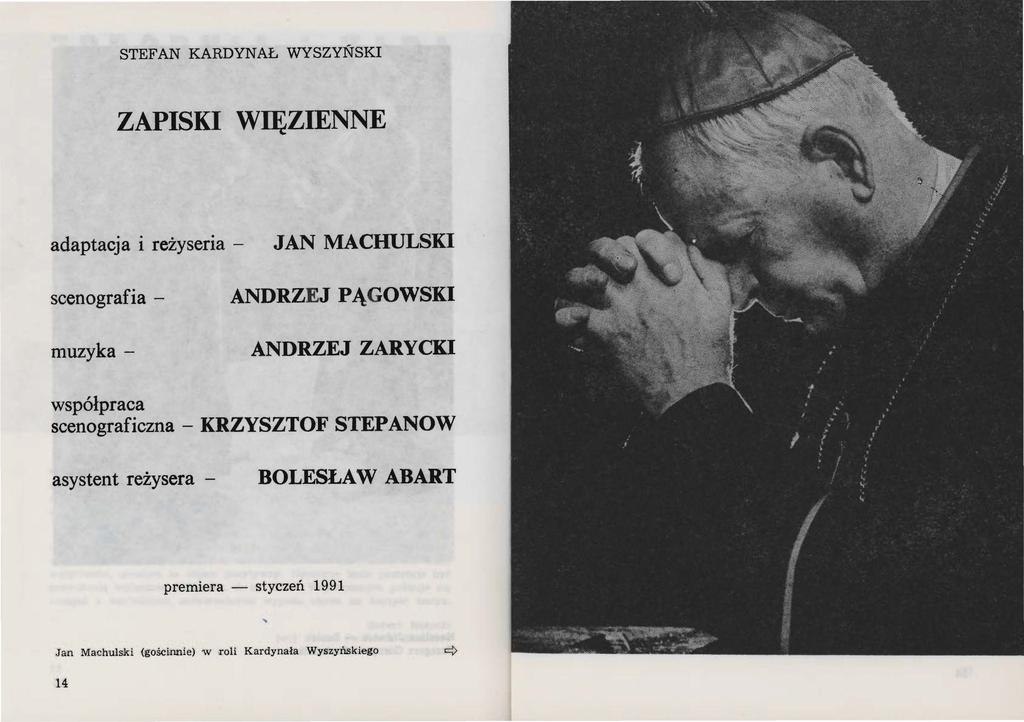 STEFAN KARDYNAŁ WYSZYŃSKI
ZAPISKI WIĘZIENNE
adaptacja i reżyseria – JAN MACHULSKI
scenografia – ANDRZEJ PĄGOWSKI
muzyka – ANDRZEJ ZARYCKI
współpraca
scenograficzna – KRZYSZTOF STEPANOW
asystent reżysera – BOLESŁAW ABART
premiera — styczeń 1991
Jan Machulski (gościnnie) w roli Kardynała Wyszyńskiego ⇨
14